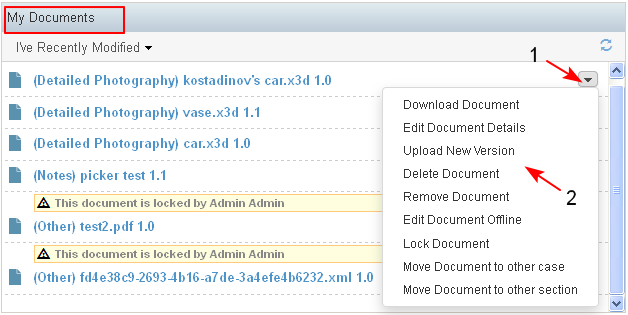 My Documents
I've Recently Modified
1
(Detailed Photography) kostadinov's car.x3d 1.0
(Detailed Photography) vase.x3d 1.1
(Detailed Photography) car.x3d 1.0
(Notes) picker test 1.1
This document is locked by Admin Admin
(Other) test2.pdf 1.0
This document is locked by Admin Admin
(Other) fd4e38c9-2693-4b16-a7de-3a4efe4b6232.xml 1.0
Download Document
Edit Document Details
Upload New Version
Delete Document
2
Remove Document
Edit Document Offline
Lock Document
Move Document to other case
Move Document to other section